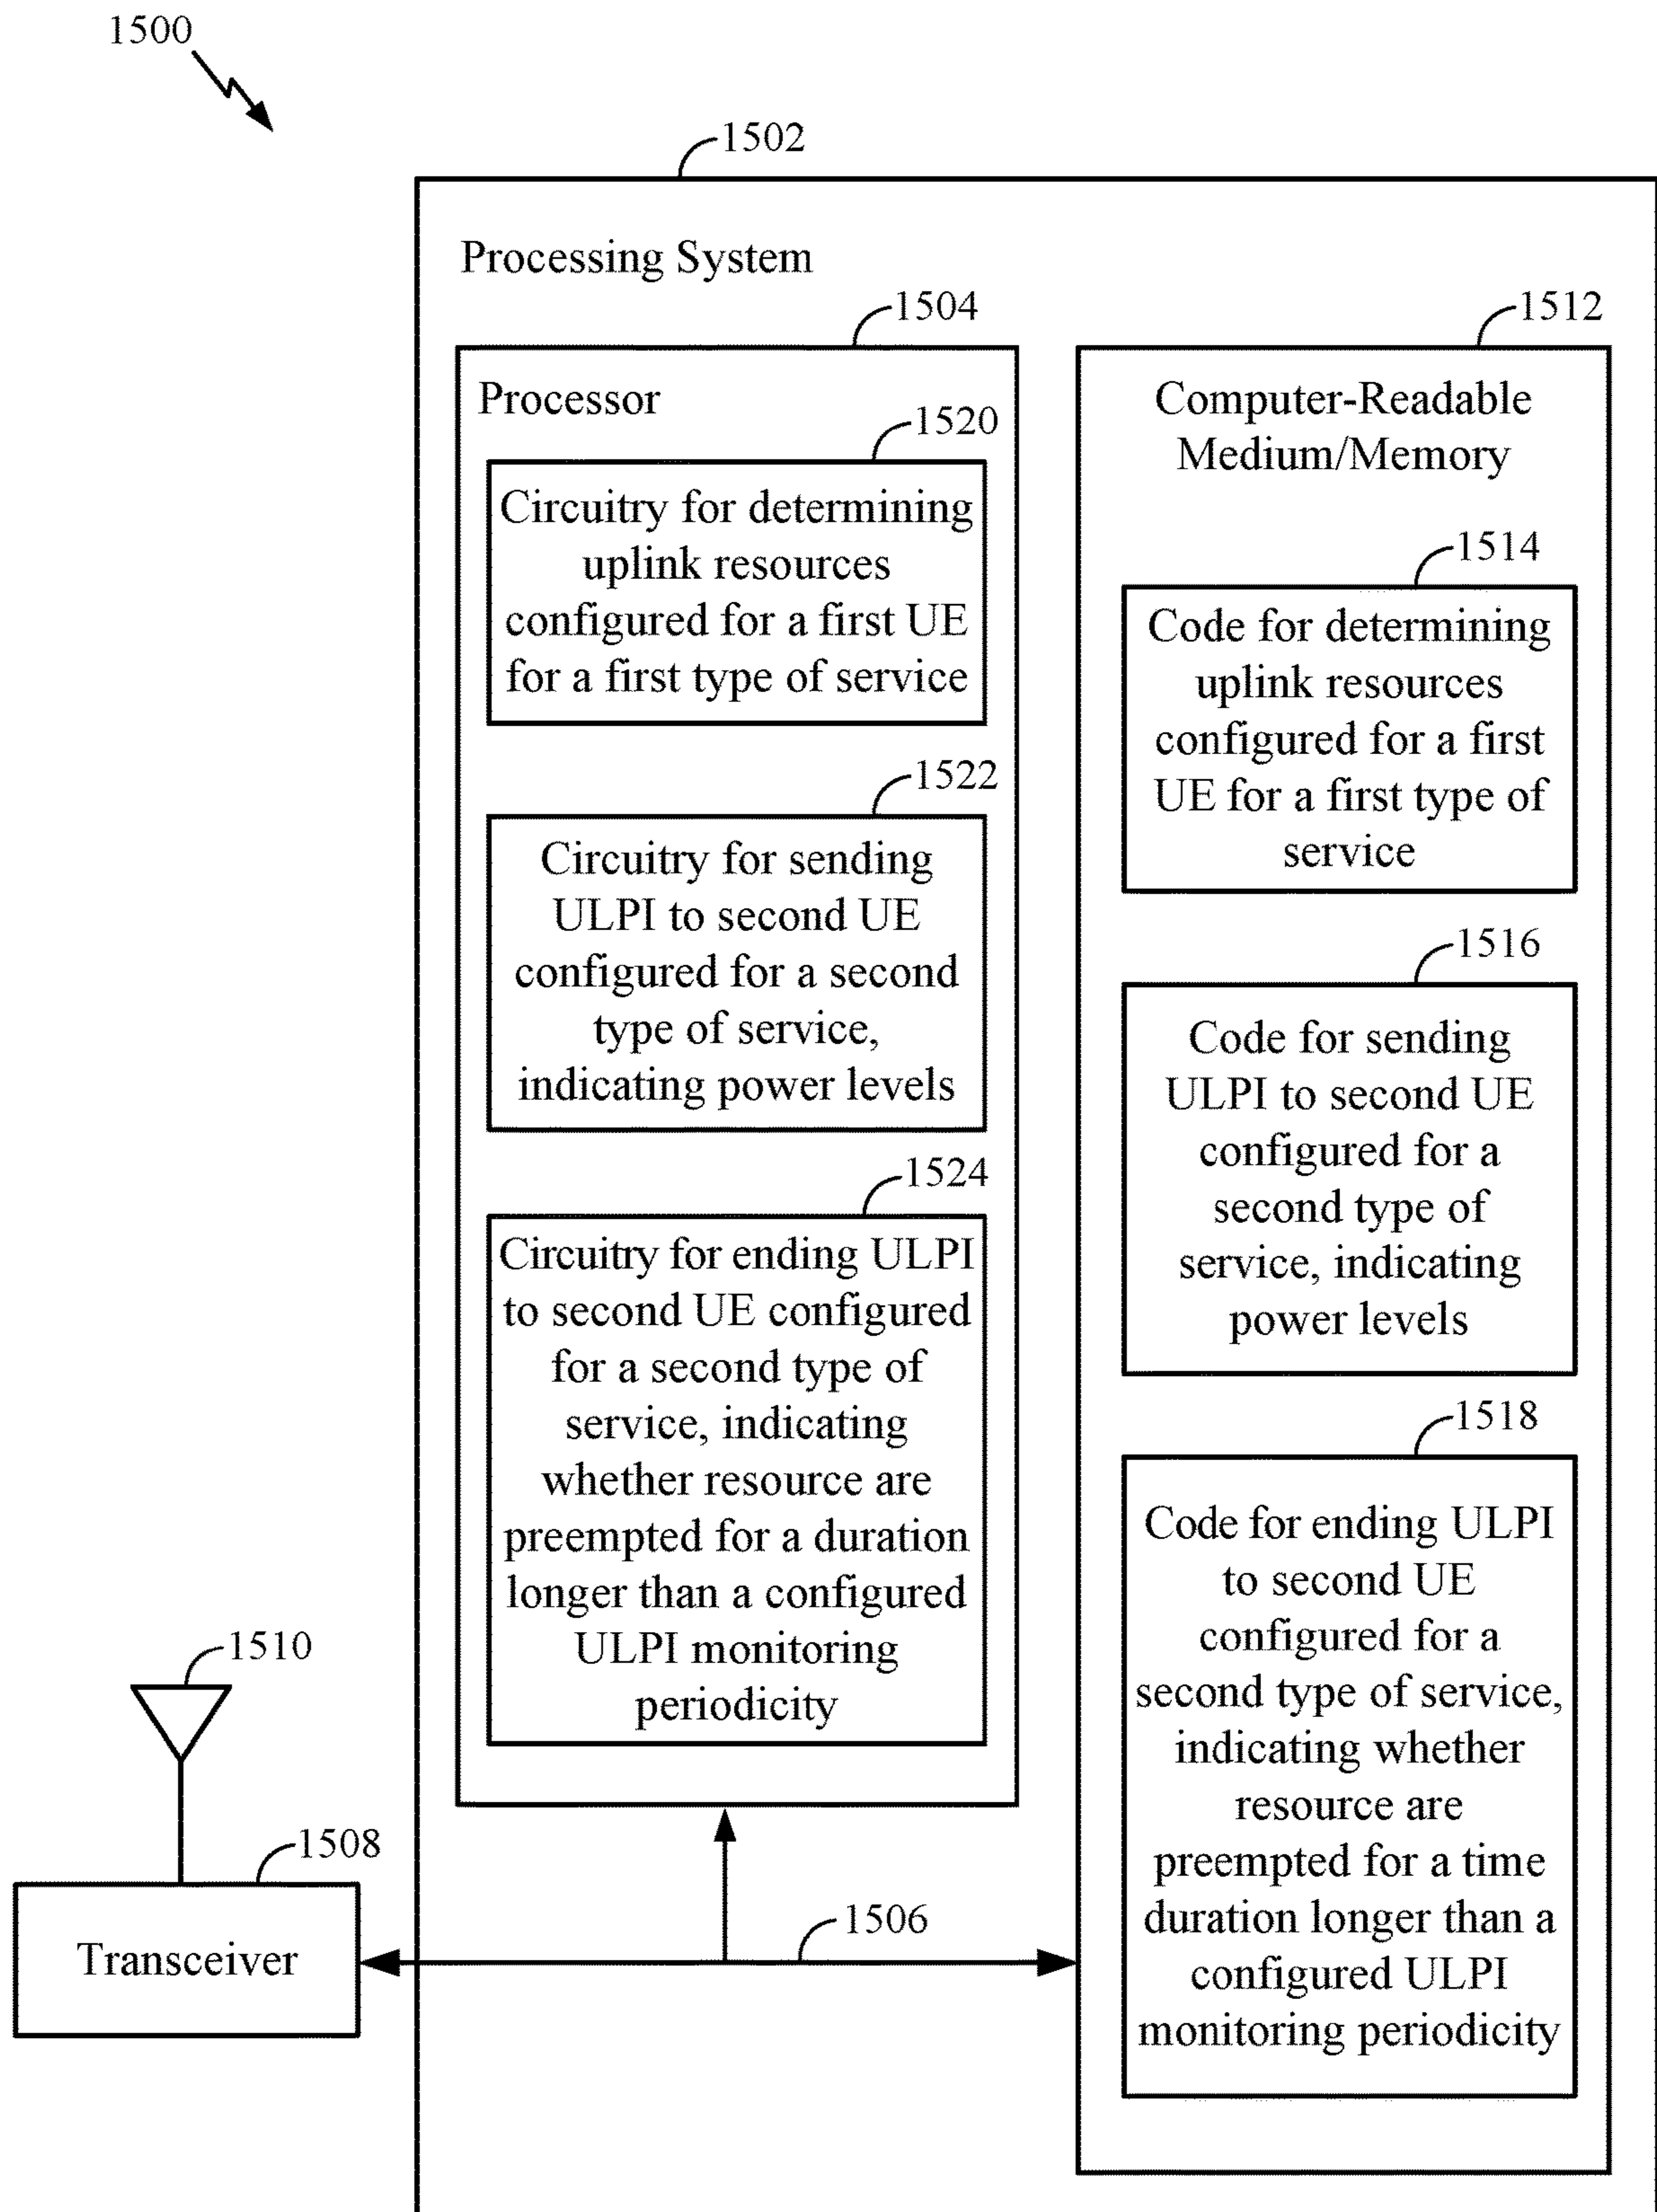 1500
1502
Processing System
1504
Processor
1520
Circuitry for determining
uplink resources
configured for a first UE
for a first type of service
1522
Circuitry for sending
ULPI to second UE
configured for a second
type of service,
indicating power levels
1524
Circuitry for ending ULPI
to second UE configured
for a second type of
service, indicating
whether resource are
preempted for a duration
longer than a configured
ULPI monitoring
periodicity
1512
Computer-Readable
Medium/Memory
1514
Code for determining
uplink resources
configured for a first
UE for a first type of
service
1516
Code for sending
ULPI to second UE
configured for a
second type of
service, indicating
power levels
1518
Code for ending ULPI
to second UE
configured for a
second type of service,
indicating whether
resource are
preempted for a time
duration longer than a
configured ULPI
monitoring periodicity
1510
1508
Transceiver
1506